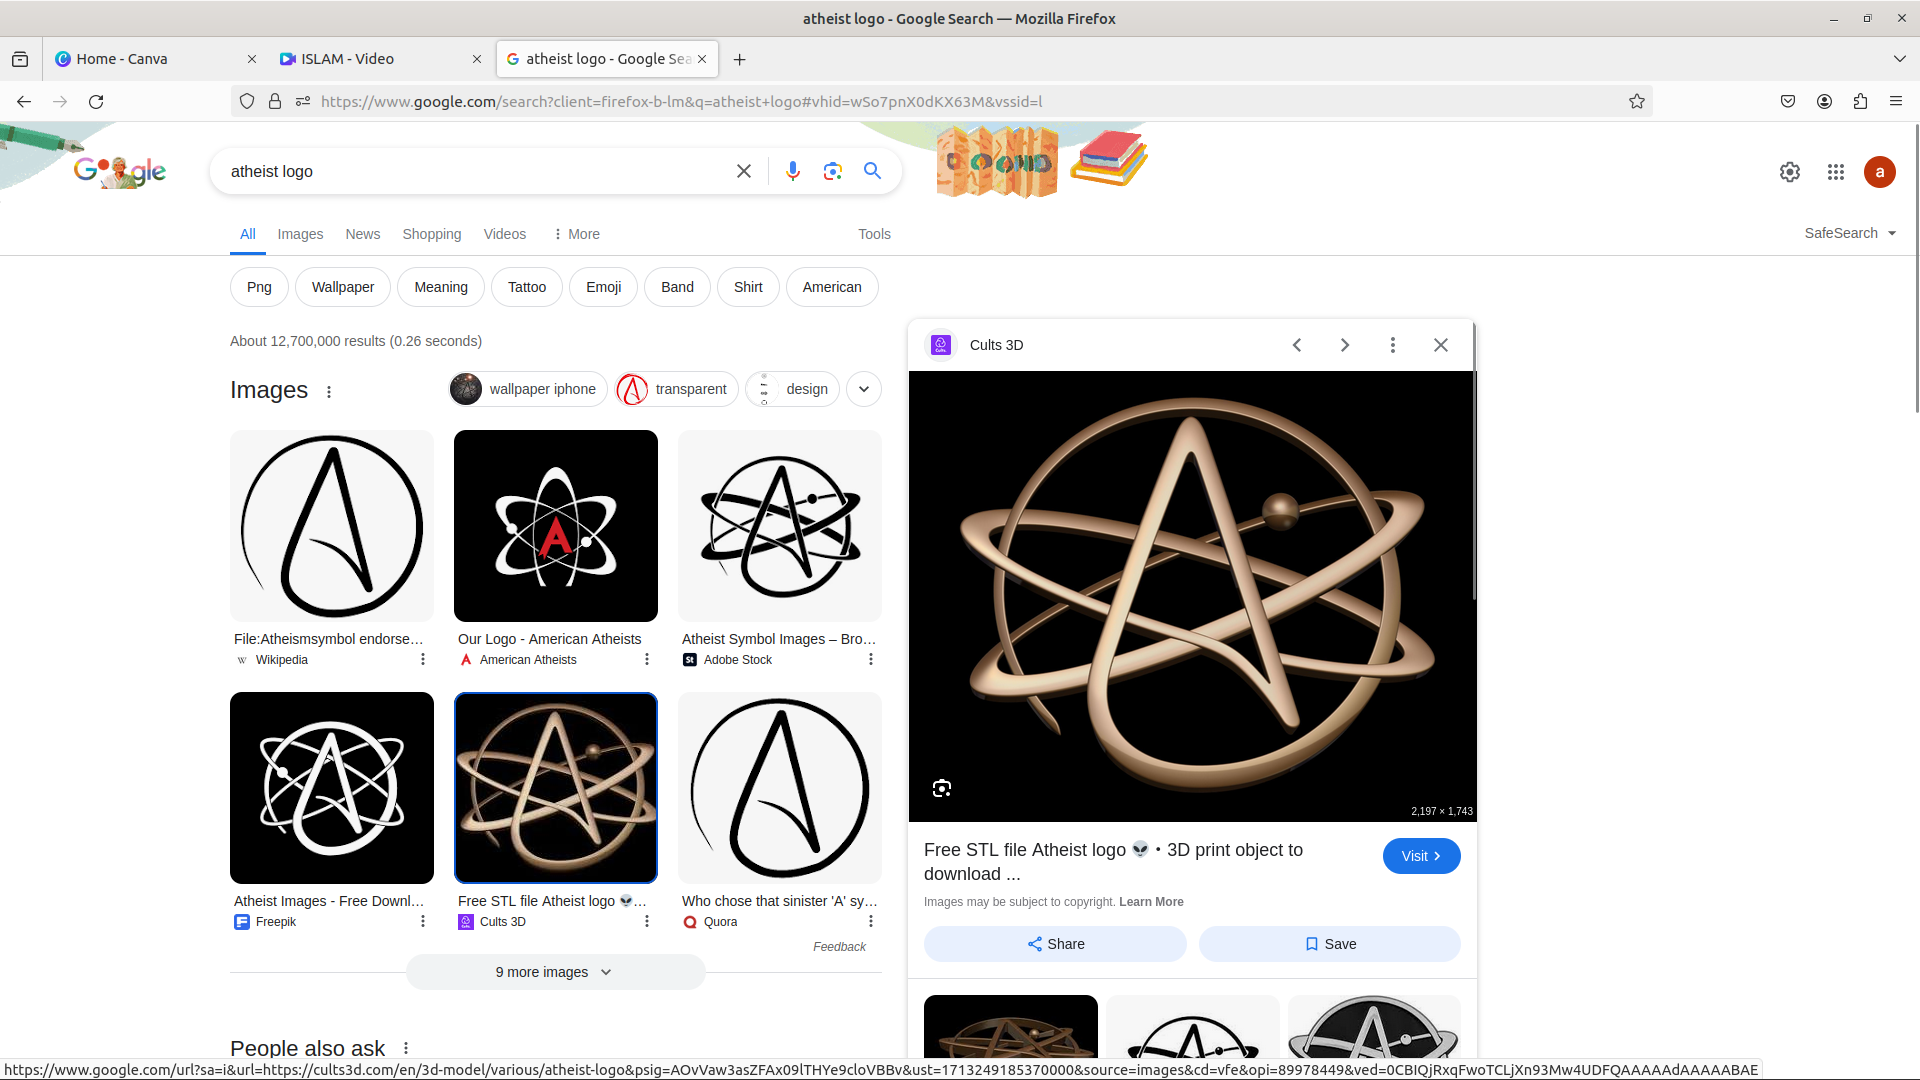 atheist logo - Google Search — Mozilla Firefox
Home - Canva
ISLAM - Video
atheist logo - Google Sea
https://www.google.com/search?client=firefox-b-lm&q=atheist+logo#vhid=wSo7pnX0dKX63M&vssid=l
Google
atheist logo
a
All
Images
News
Shopping
Videos
More
Tools
SafeSearch
Png
Wallpaper
Meaning
Tattoo
Emoji
Band
Shirt
American
About 12,700,000 results (0.26 seconds)
Images
wallpaper iphone
transparent
design
File:Atheismsymbol endorse...
Wikipedia
Our Logo - American Atheists
American Atheists
Atheist Symbol Images – Bro...
Adobe Stock
Atheist Images - Free Downl...
Freepik
Free STL file Atheist logo 👽...
Cults 3D
Who chose that sinister 'A' sy...
Quora
Feedback
9 more images
People also ask
Cults 3D
2,197 × 1,743
Free STL file Atheist logo 👽・3D print object to
download ...
Visit
Images may be subject to copyright. Learn More
Share
Save
https://www.google.com/url?sa=i&url=https://cults3d.com/en/3d-model/various/atheist-logo&psig=AOvVaw3asZFAx09lTHYe9cloVBBv&ust=1713249185370000&source=images&cd=vfe&opi=89978449&ved=0CBIQjRxqFwoTCLjXn93Mw4UDFQAAAAAdAAAAABAE